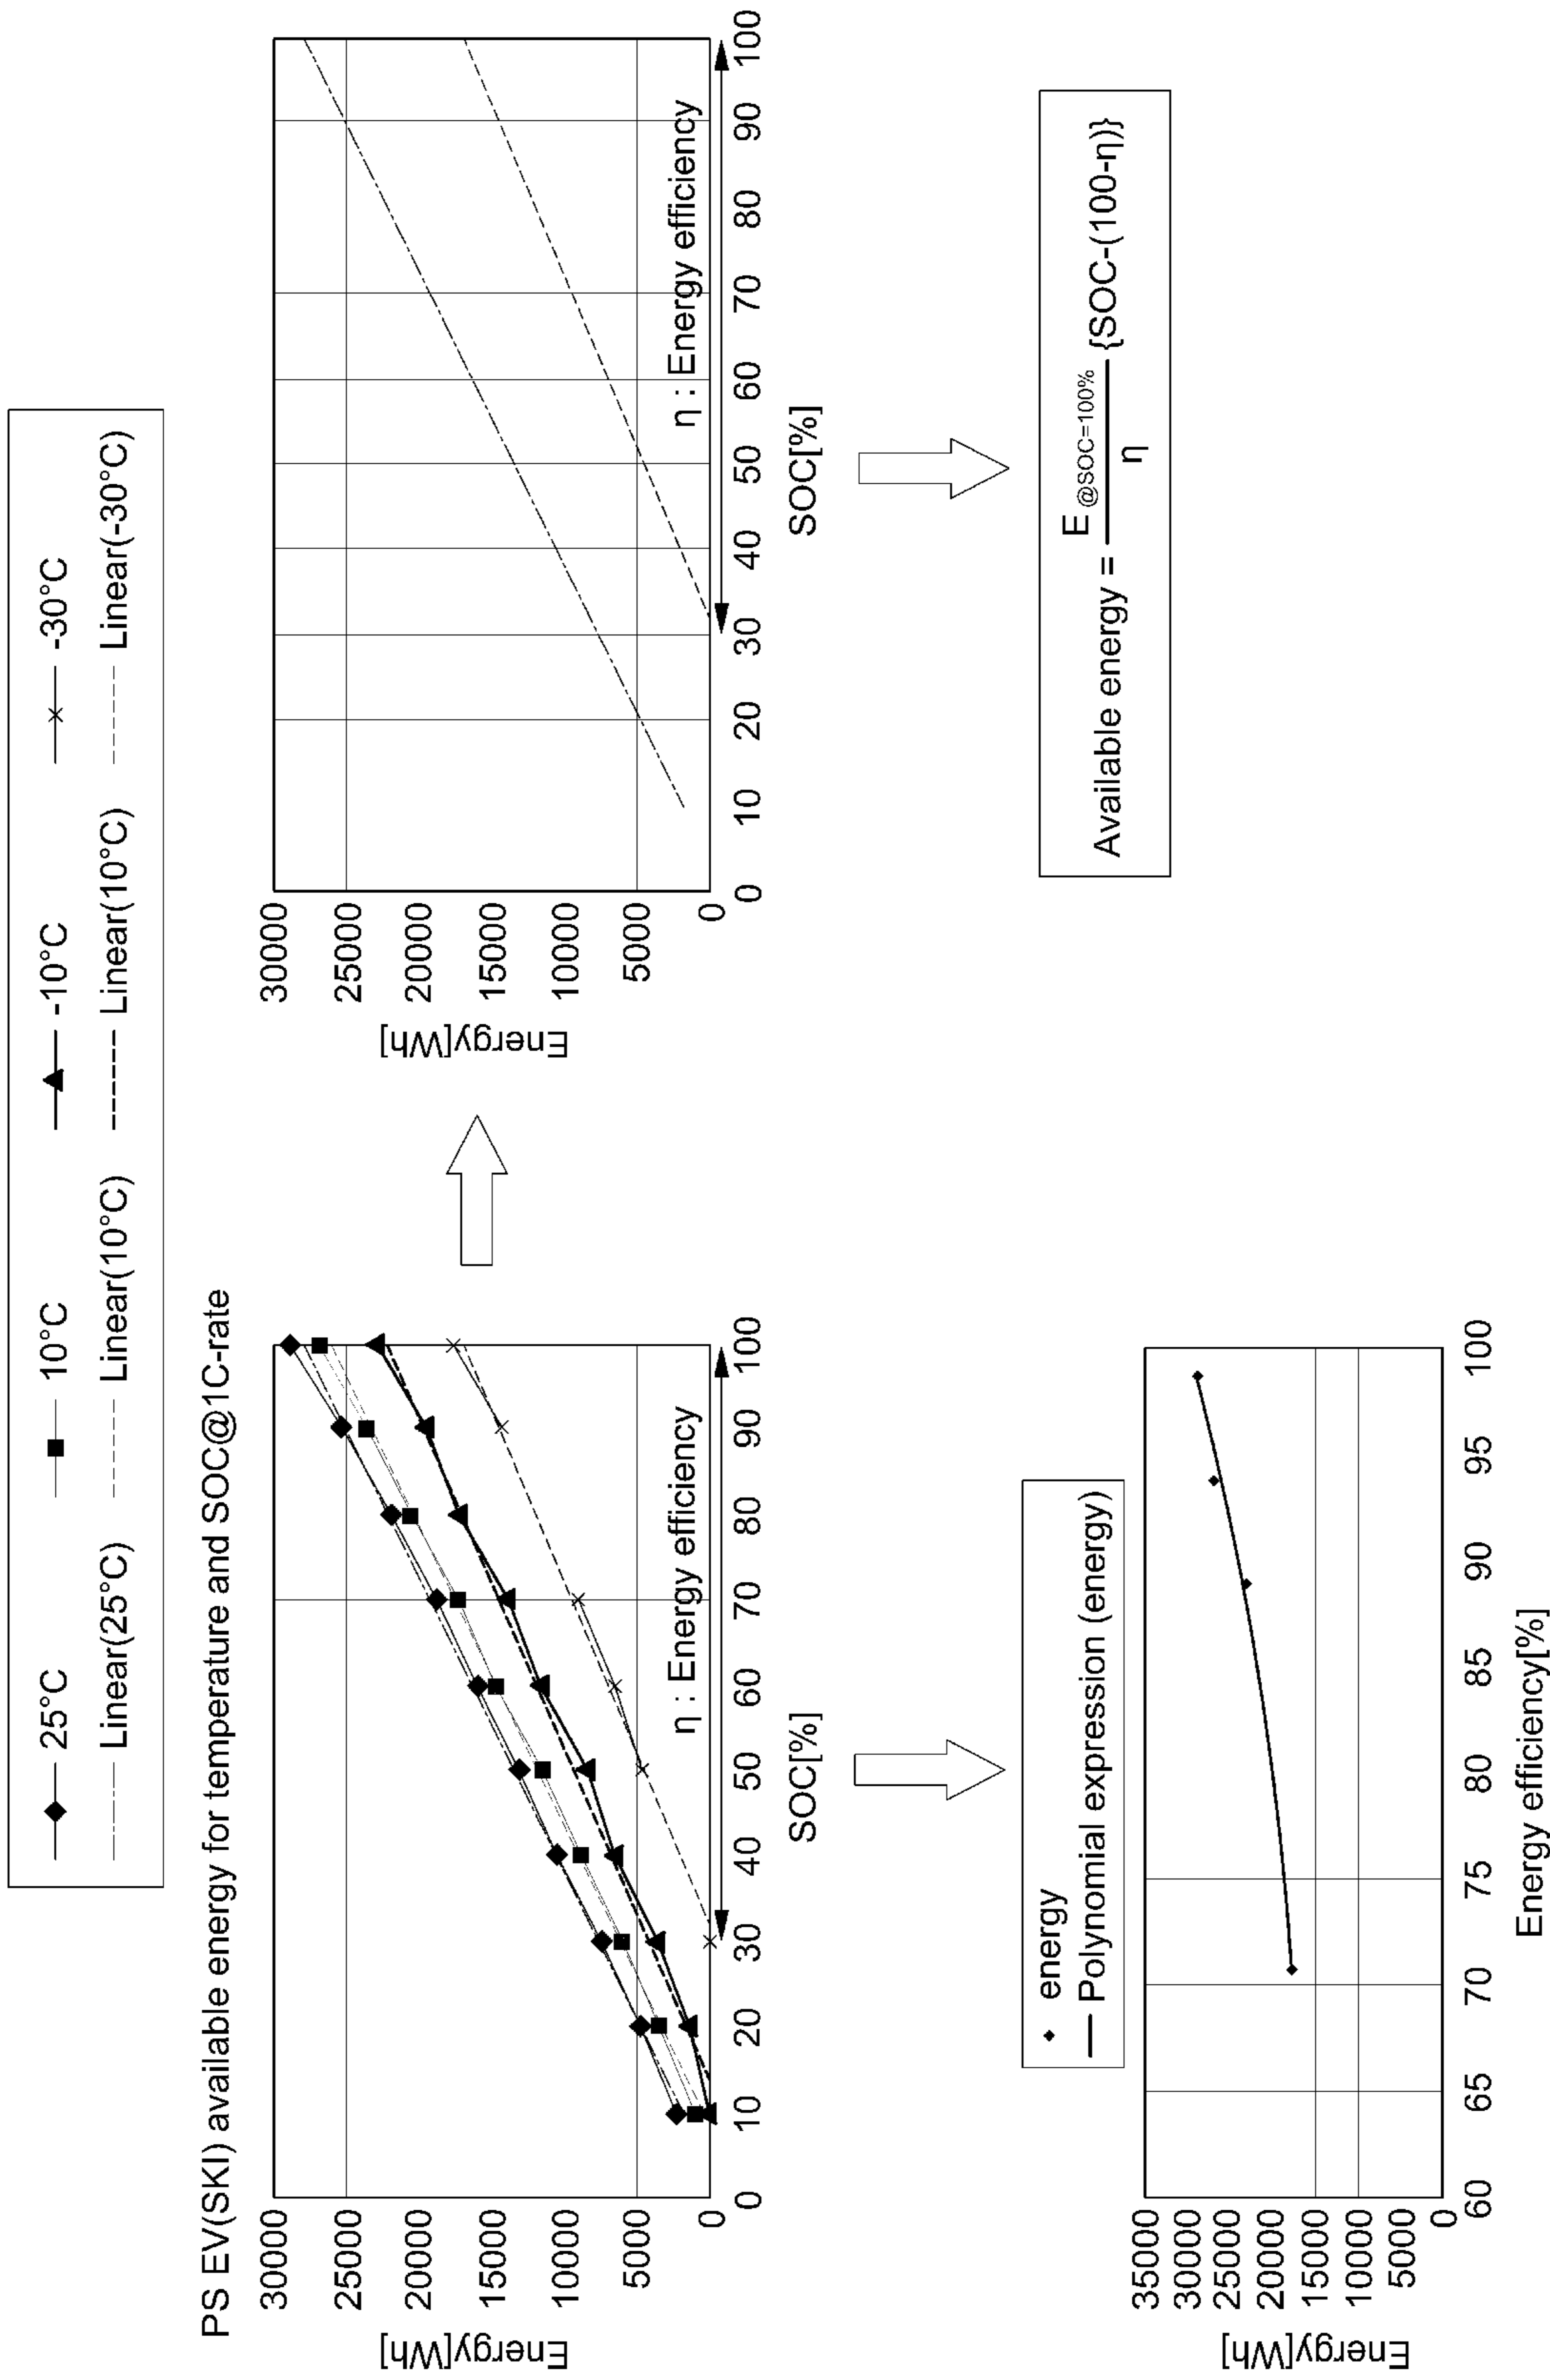 25°C 10°C -10°C -30°C
Linear(25°C) Linear(10°C) Linear(10°C) Linear(-30°C)
PS EV(SKI) available energy for temperature and SOC@1C-rate
Energy[Wh]
30000
25000
20000
15000
10000
5000
0
η : Energy efficiency
0 10 20 30 40 50 60 70 80 90 100
SOC[%]
Energy[Wh]
30000
25000
20000
15000
10000
5000
0
η : Energy efficiency
0 10 20 30 40 50 60 70 80 90 100
SOC[%]
energy
Polynomial expression (energy)
Energy[Wh]
35000
30000
25000
20000
15000
10000
5000
0
60 65 70 75 80 85 90 95 100
Energy efficiency[%]
Available energy = E @SOC=100% / η {SOC-(100-η)}